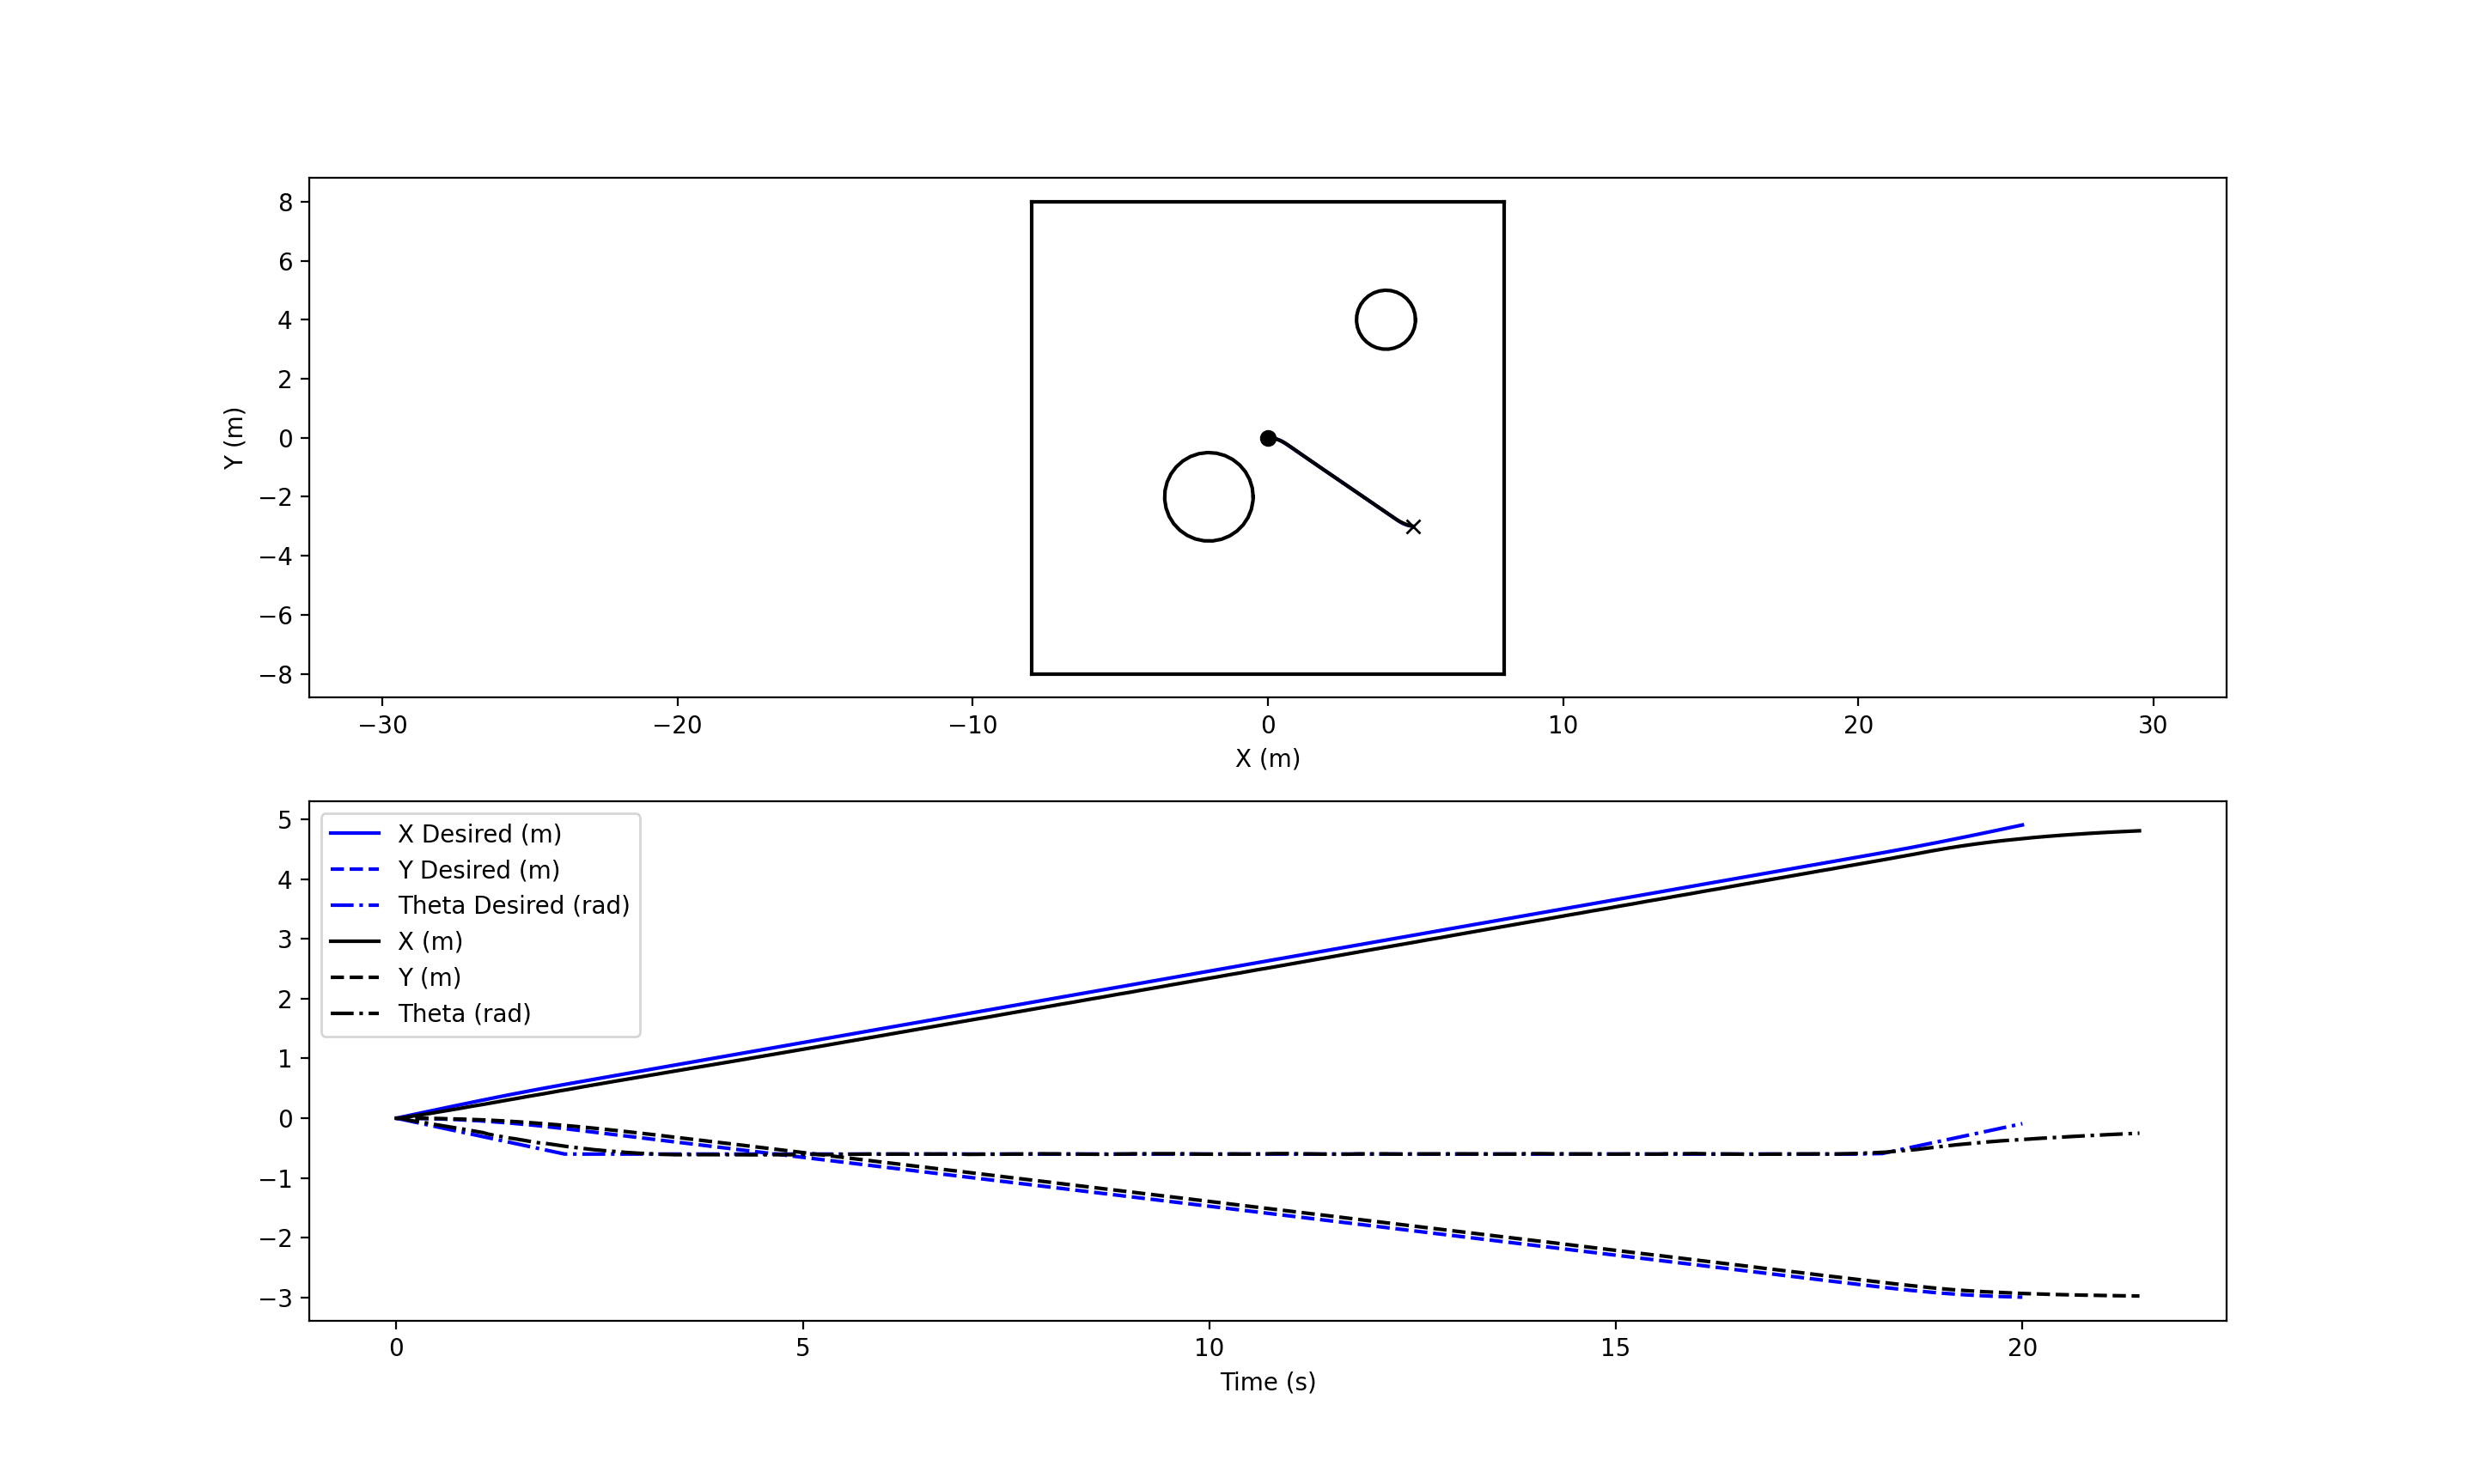 8
6
4
2
0
−2
−4
−6
−8
Y (m)
−30 −20 −10 0 10 20 30
X (m)
5
4
3
2
1
0
−1
−2
−3
X Desired (m)
Y Desired (m)
Theta Desired (rad)
X (m)
Y (m)
Theta (rad)
0 5 10 15 20
Time (s)